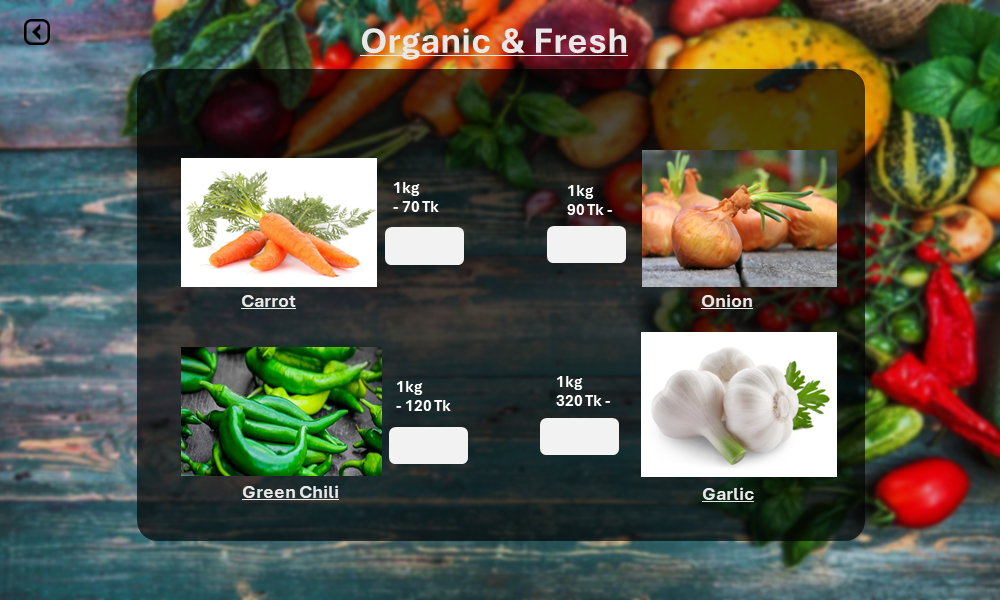 Organic & Fresh
1kg
- 70 Tk
1kg
90 Tk -
Carrot
Onion
1kg
- 120 Tk
1kg
320 Tk -
Green Chili
Garlic